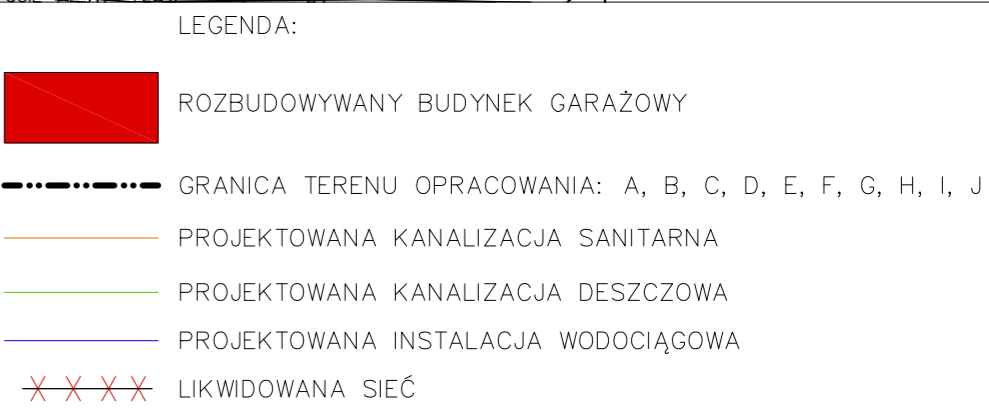 LEGENDA:
ROZBUDOWYWANY BUDYNEK GARAŻOWY
GRANICA TERENU OPRACOWANIA: A, B, C, D, E, F, G, H, I, J
PROJEKTOWANA KANALIZACJA SANITARNA
PROJEKTOWANA KANALIZACJA DESZCZOWA
PROJEKTOWANA INSTALACJA WODOCIĄGOWA
LIKWIDOWANA SIEĆ